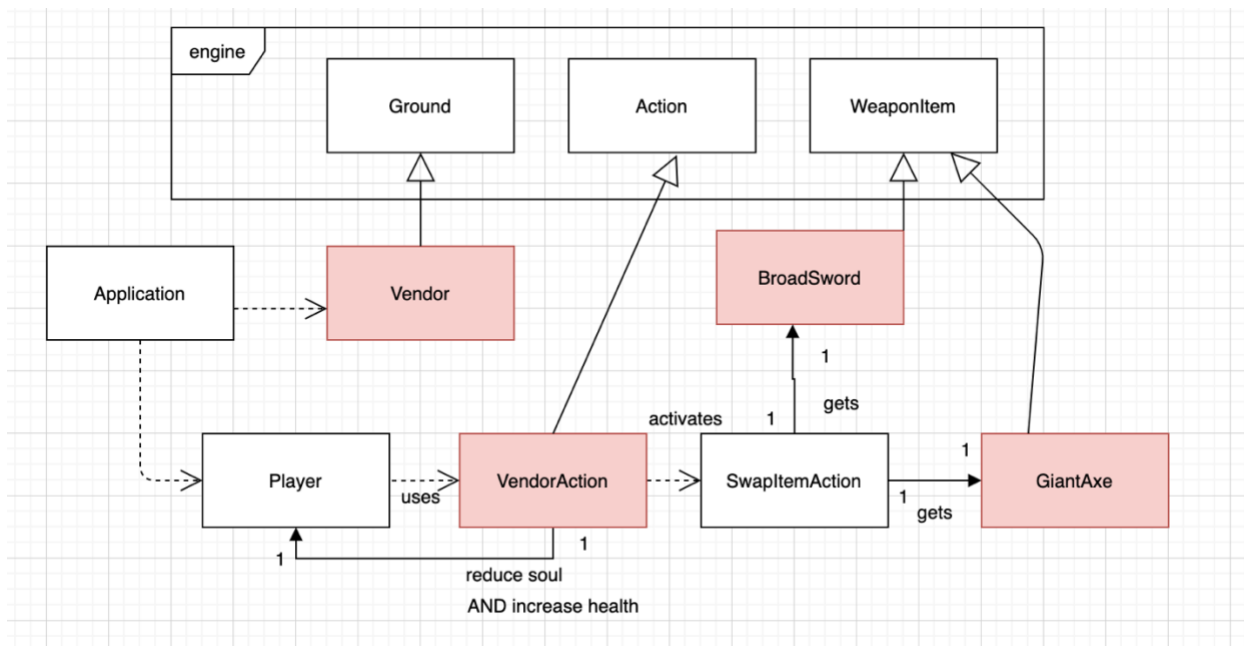 engine
Ground
Action
WeaponItem
Application
Vendor
BroadSword
1
gets
activates
1
Player
uses
VendorAction
SwapItemAction
1
1
gets
GiantAxe
1
1
reduce soul
AND increase health